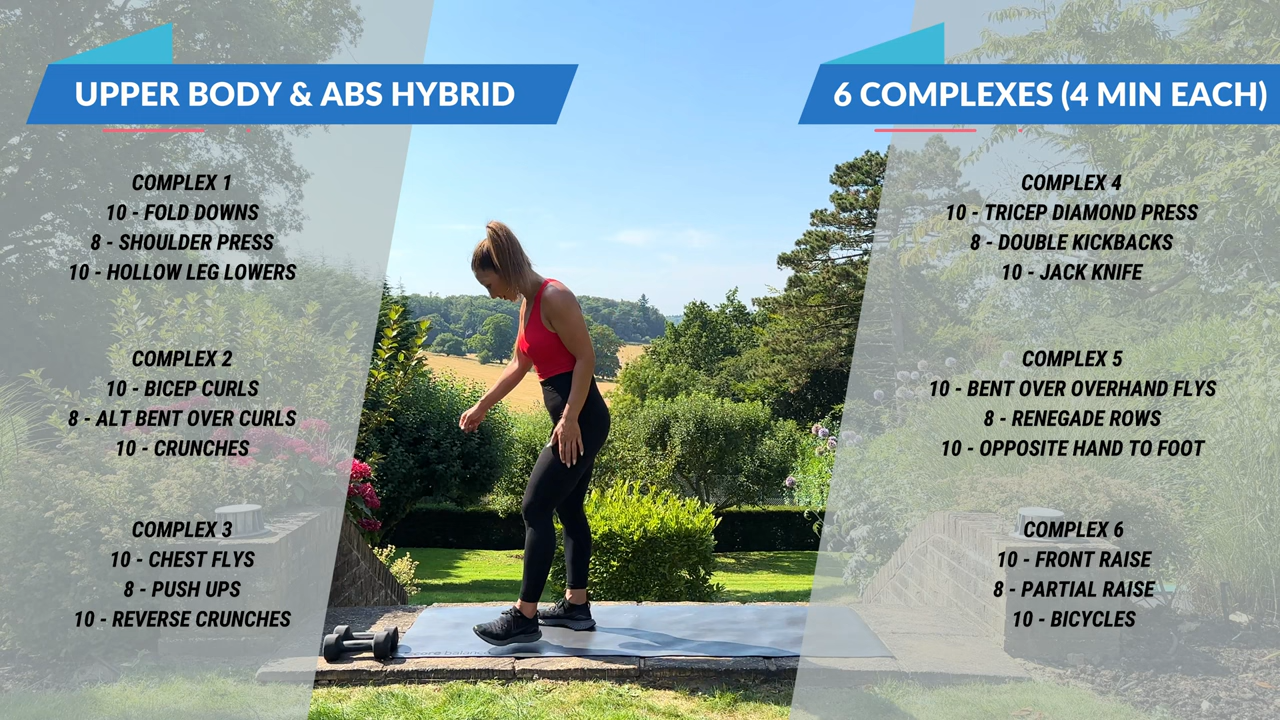 UPPER BODY & ABS HYBRID
COMPLEX 1
10 - FOLD DOWNS
8 - SHOULDER PRESS
10 - HOLLOW LEG LOWERS
COMPLEX 2
10 - BICEP CURLS
8 - ALT BENT OVER CURLS
10 - CRUNCHES
COMPLEX 3
10 - CHEST FLYS
8 - PUSH UPS
10 - REVERSE CRUNCHES
6 COMPLEXES (4 MIN EACH)
COMPLEX 4
10 - TRICEP DIAMOND PRESS
8 - DOUBLE KICKBACKS
10 - JACK KNIFE
COMPLEX 5
10 - BENT OVER OVERHAND FLYS
8 - RENEGADE ROWS
10 - OPPOSITE HAND TO FOOT
COMPLEX 6
10 - FRONT RAISE
8 - PARTIAL RAISE
10 - BICYCLES